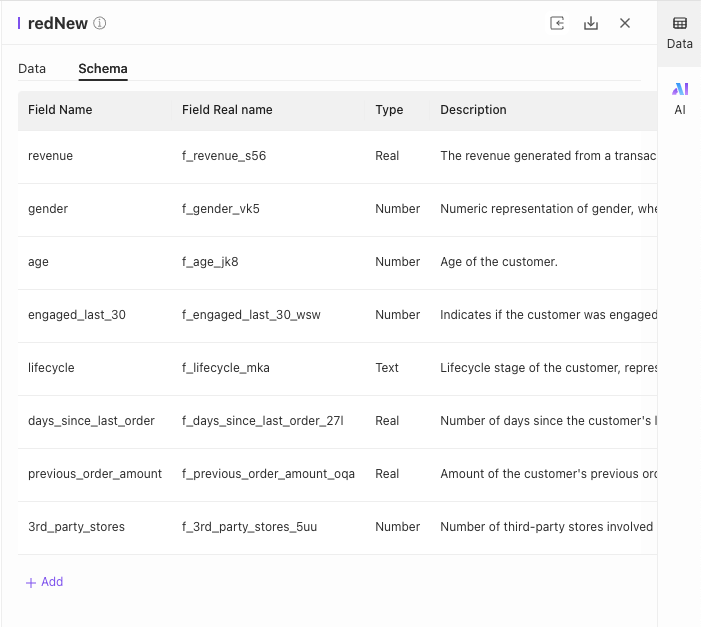 redNew
Data
Data Schema
AI
Field Name Field Real name Type Description
revenue f_revenue_s56 Real The revenue generated from a transac
gender f_gender_vk5 Number Numeric representation of gender, whe
age f_age_jk8 Number Age of the customer.
engaged_last_30 f_engaged_last_30_wsw Number Indicates if the customer was engaged
lifecycle f_lifecycle_mka Text Lifecycle stage of the customer, repres
days_since_last_order f_days_since_last_order_27l Real Number of days since the customer's l
previous_order_amount f_previous_order_amount_oqa Real Amount of the customer's previous ord
3rd_party_stores f_3rd_party_stores_5uu Number Number of third-party stores involved
+ Add